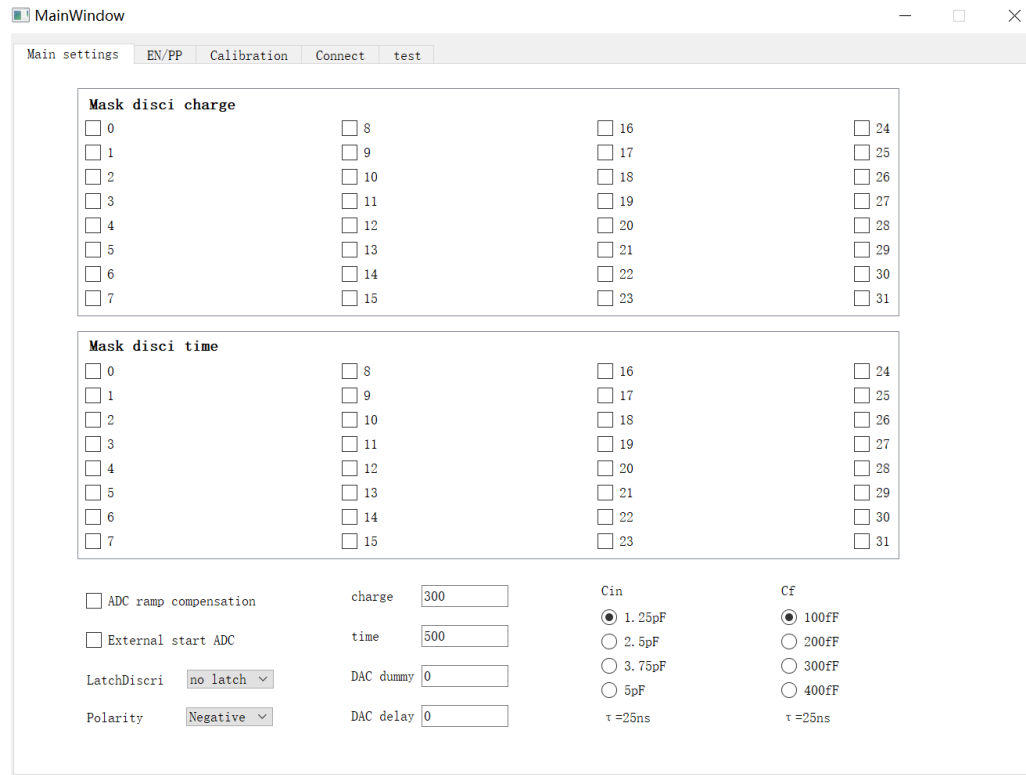 MainWindow
Main settings EN/PP Calibration Connect test
Mask disci charge
0 8 16 24
1 9 17 25
2 10 18 26
3 11 19 27
4 12 20 28
5 13 21 29
6 14 22 30
7 15 23 31
Mask disci time
0 8 16 24
1 9 17 25
2 10 18 26
3 11 19 27
4 12 20 28
5 13 21 29
6 14 22 30
7 15 23 31
ADC ramp compensation
External start ADC
LatchDiscri no latch
Polarity Negative
charge 300
time 500
DAC dummy 0
DAC delay 0
Cin
1.25pF
2.5pF
3.75pF
5pF
τ=25ns
Cf
100fF
200fF
300fF
400fF
τ=25ns